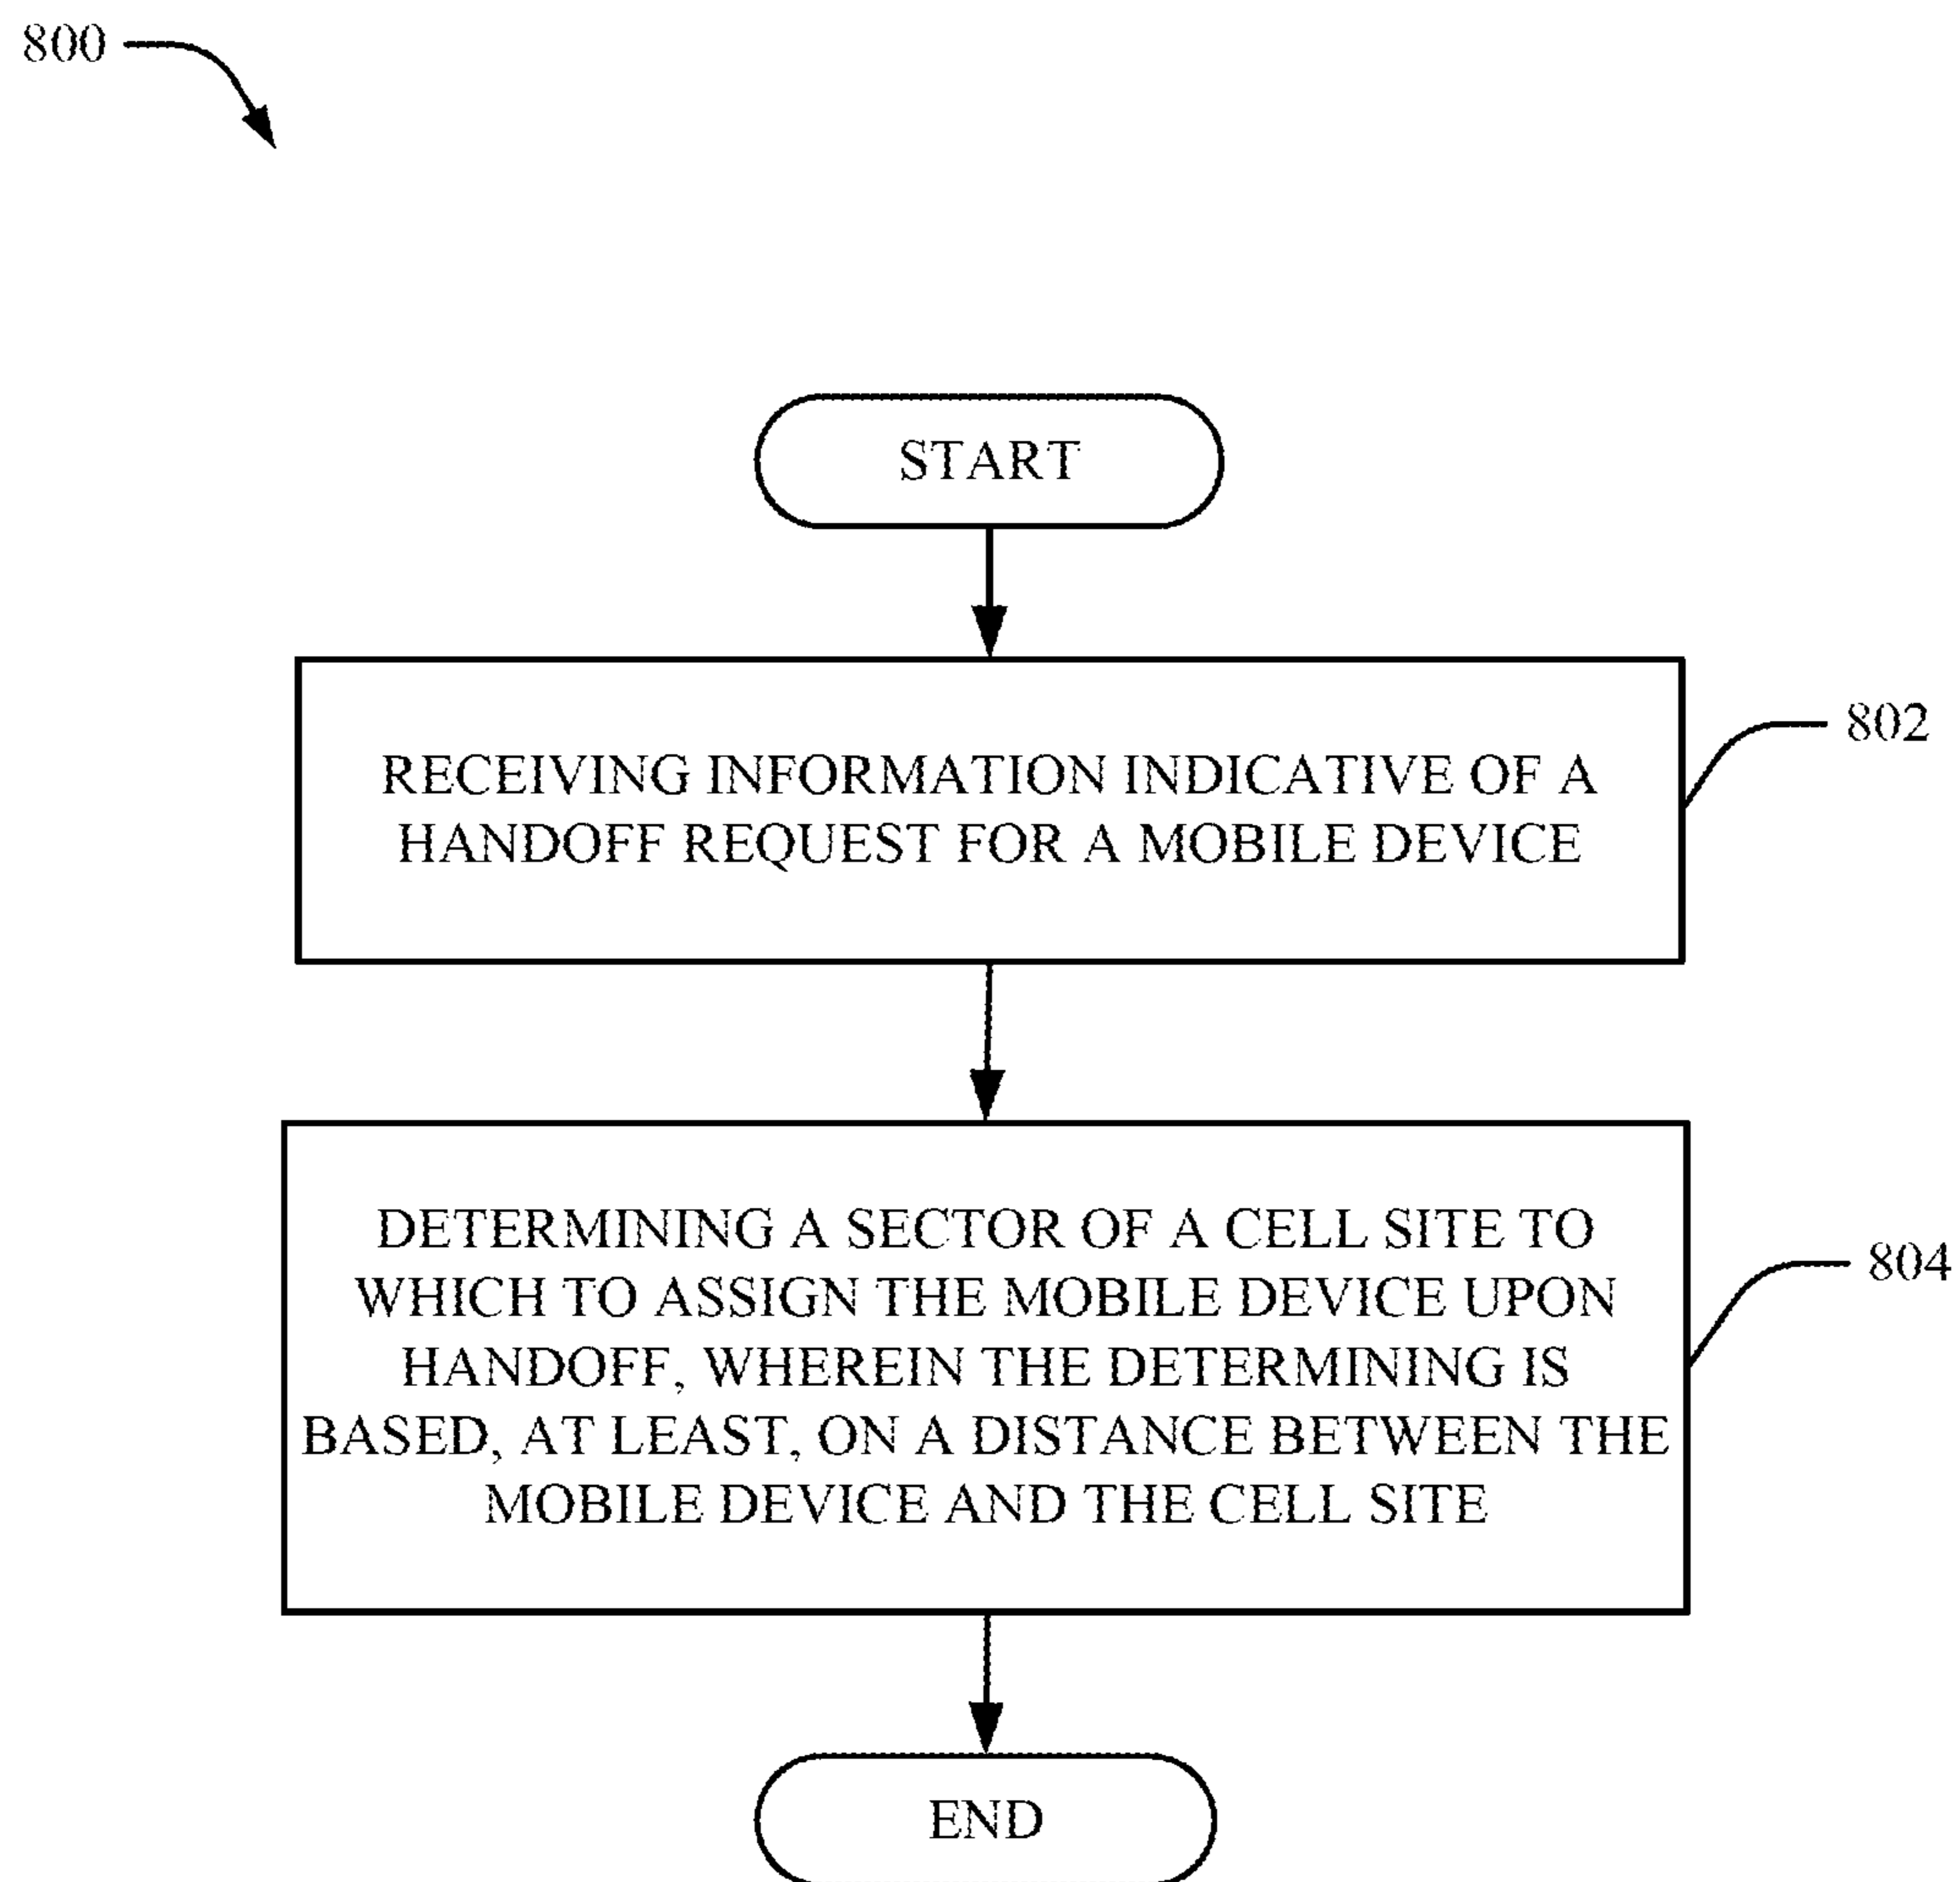 800
START
RECEIVING INFORMATION INDICATIVE OF A
HANDOFF REQUEST FOR A MOBILE DEVICE
802
DETERMINING A SECTOR OF A CELL SITE TO
WHICH TO ASSIGN THE MOBILE DEVICE UPON
HANDOFF, WHEREIN THE DETERMINING IS
BASED, AT LEAST, ON A DISTANCE BETWEEN THE
MOBILE DEVICE AND THE CELL SITE
804
END